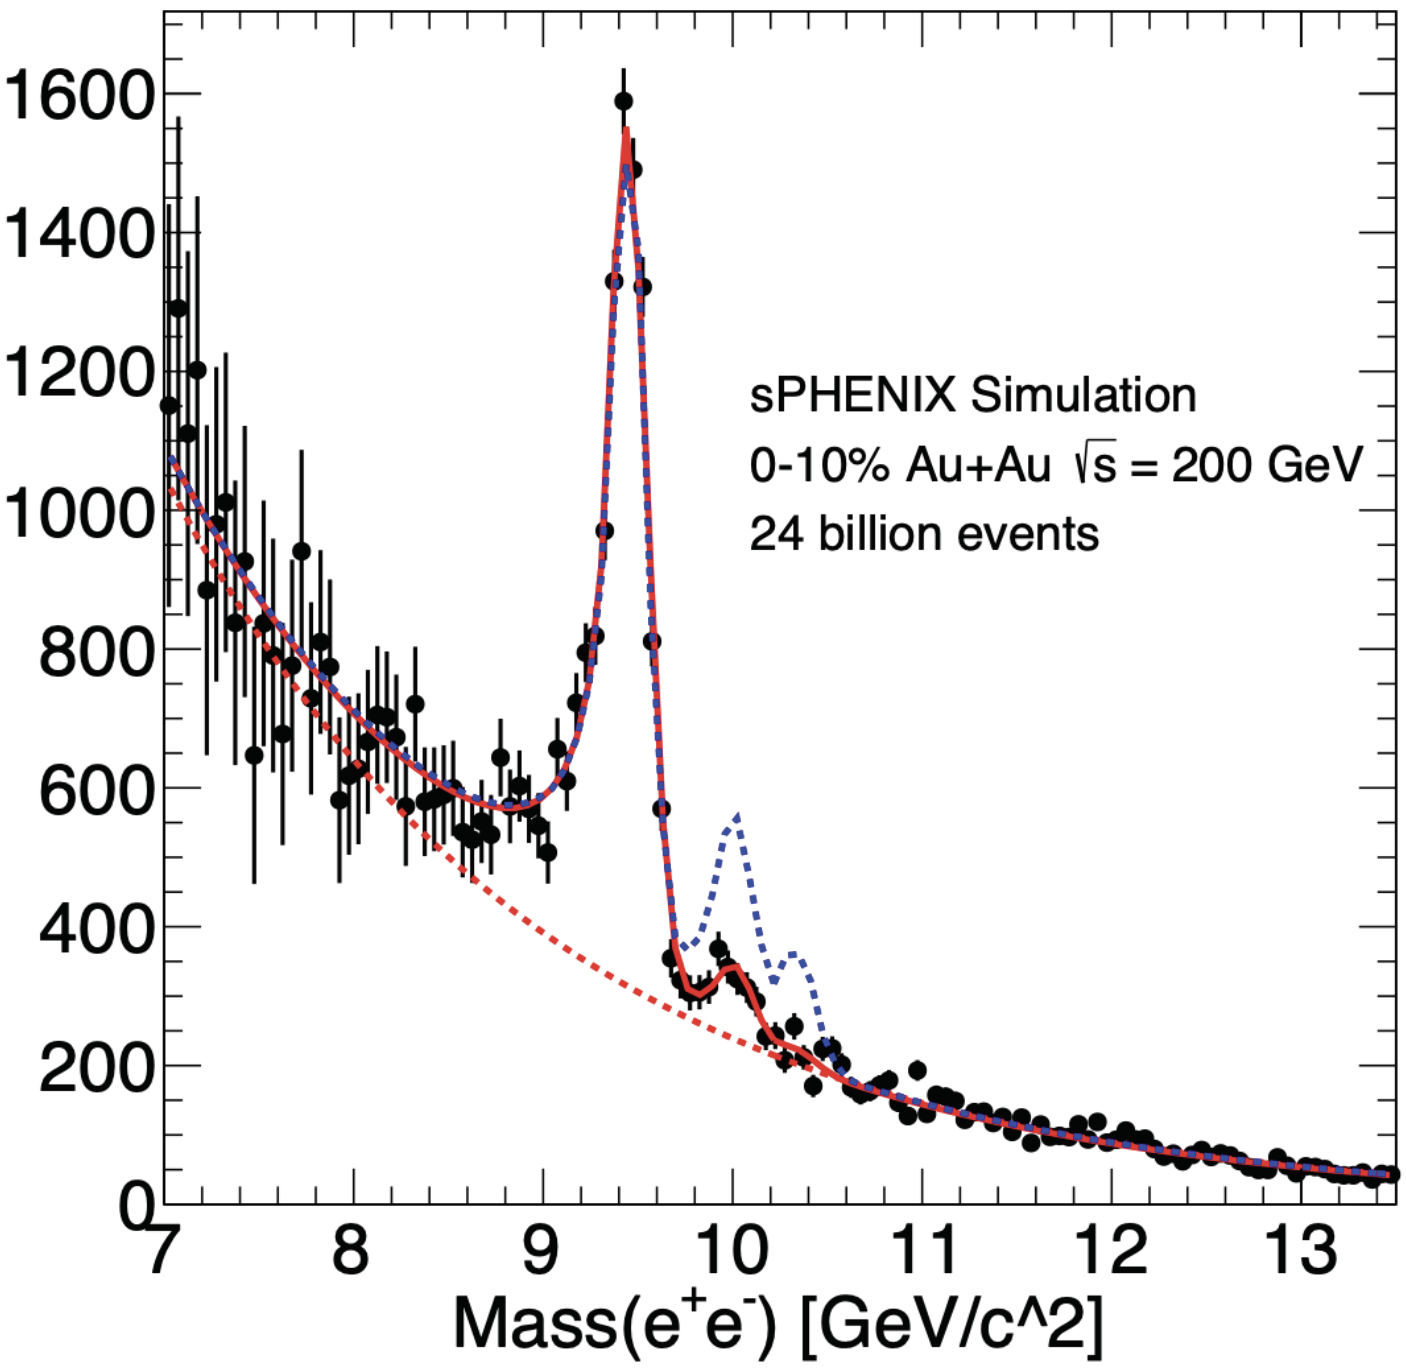 1600
1400
1200
1000
800
600
400
200
0
sPHENIX Simulation
0-10% Au+Au √s = 200 GeV
24 billion events
7 8 9 10 11 12 13
Mass(e⁺e⁻) [GeV/c^2]